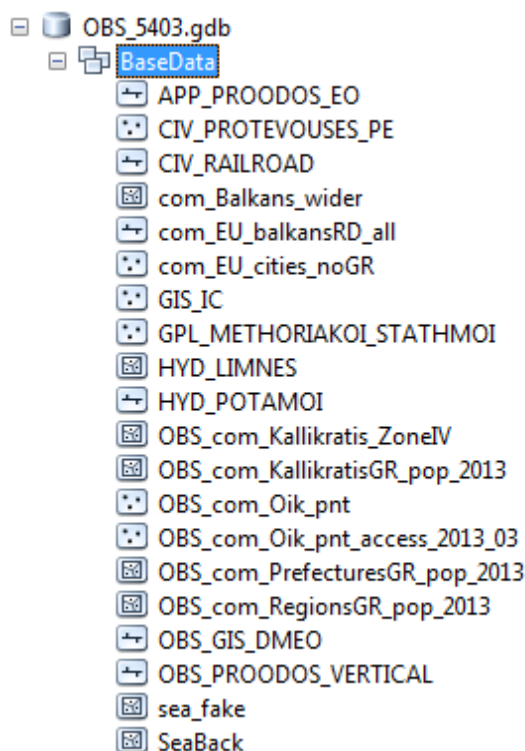 OBS_5403.gdb
BaseData
APP_PROODOS_EO
CIV_PROTEVOUSES_PE
CIV_RAILROAD
com_Balkans_wider
com_EU_balkansRD_all
com_EU_cities_noGR
GIS_IC
GPL_METHORIAKOI_STATHMOI
HYD_LIMNES
HYD_POTAMOI
OBS_com_Kallikratis_ZoneIV
OBS_com_KallikratisGR_pop_2013
OBS_com_Oik_pnt
OBS_com_Oik_pnt_access_2013_03
OBS_com_PrefecturesGR_pop_2013
OBS_com_RegionsGR_pop_2013
OBS_GIS_DMEO
OBS_PROODOS_VERTICAL
sea_fake
SeaBack